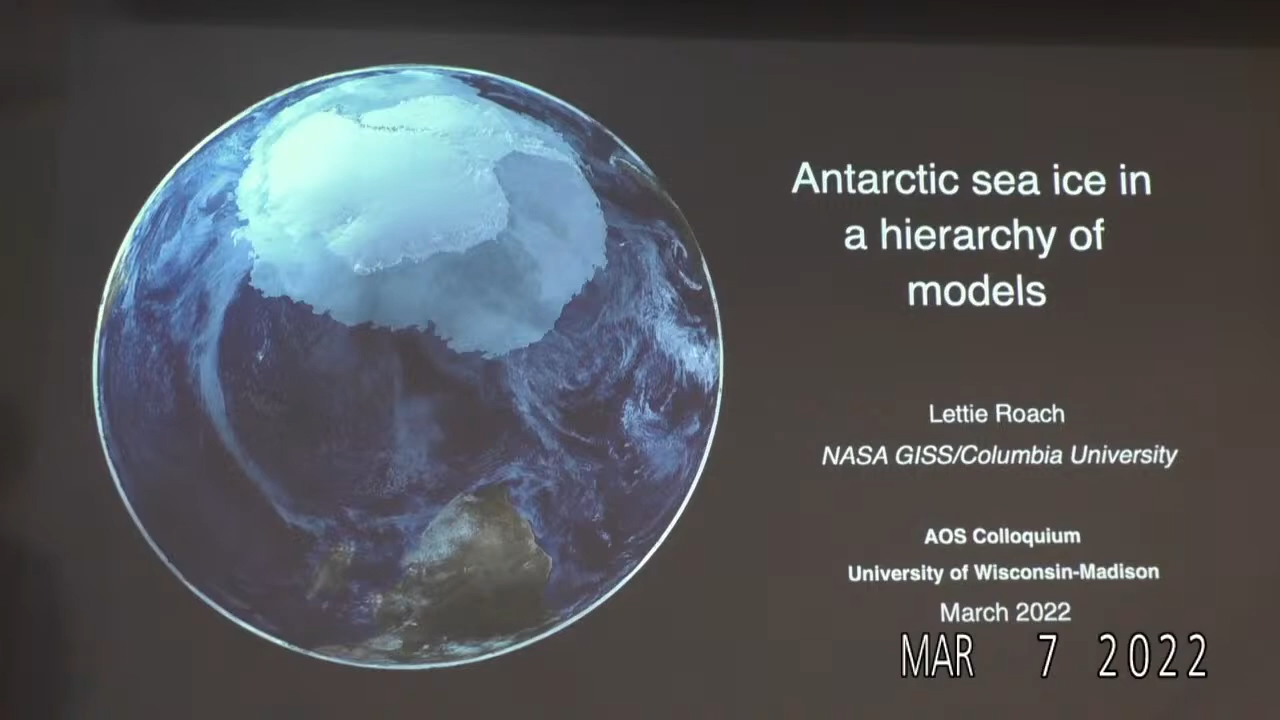 Antarctic sea ice in
a hierarchy of
models
Lettie Roach
NASA GISS/Columbia University
AOS Colloquium
University of Wisconsin-Madison
March 2022
MAR 7 2022